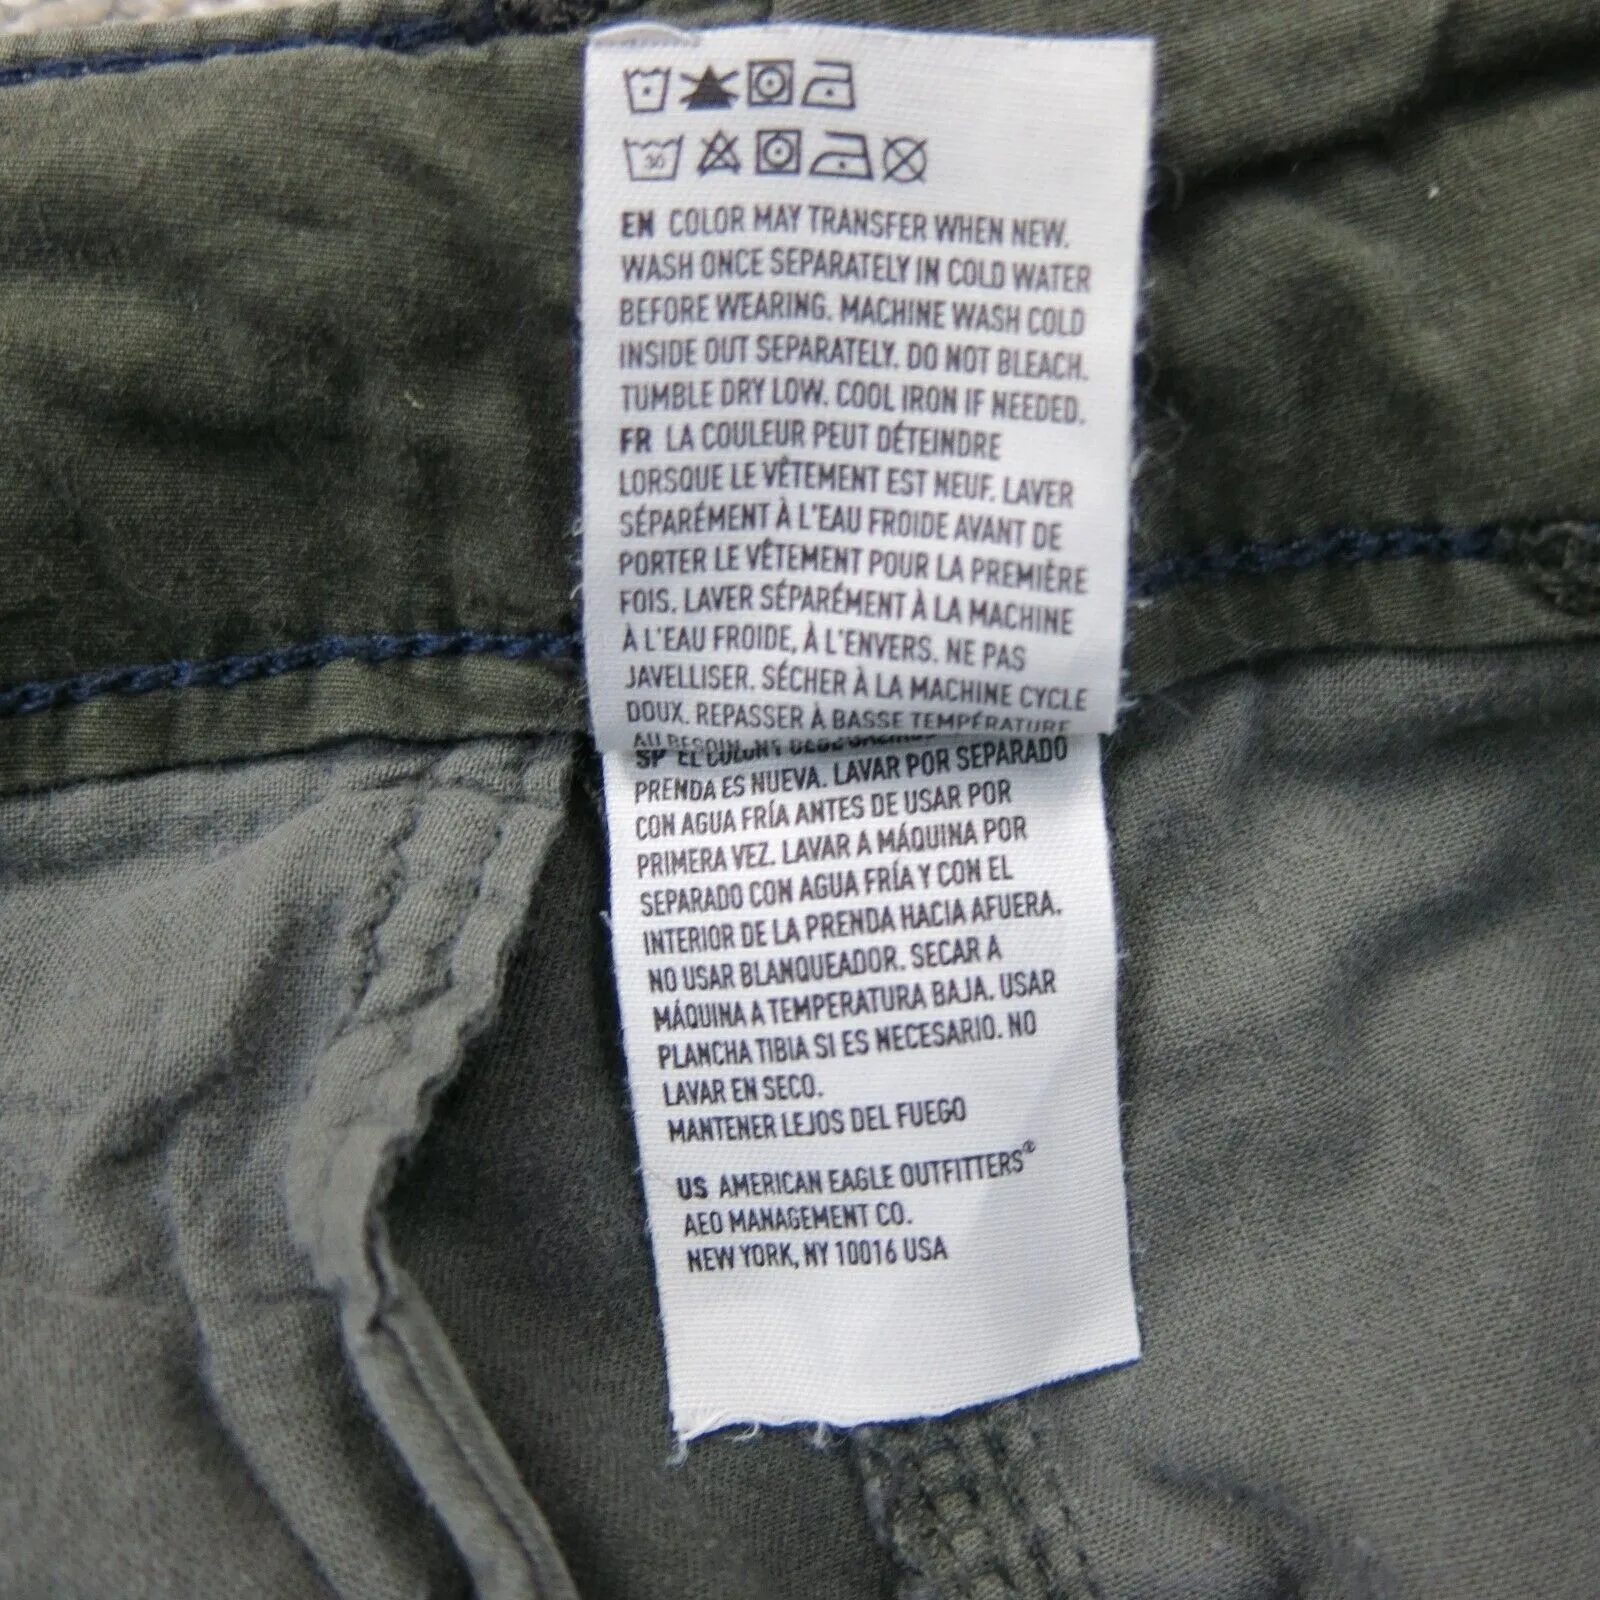 30
EN COLOR MAY TRANSFER WHEN NEW.
WASH ONCE SEPARATELY IN COLD WATER
BEFORE WEARING. MACHINE WASH COLD
INSIDE OUT SEPARATELY. DO NOT BLEACH.
TUMBLE DRY LOW. COOL IRON IF NEEDED.
FR LA COULEUR PEUT DÉTEINDRE
LORSQUE LE VÊTEMENT EST NEUF. LAVER
SÉPARÉMENT À L'EAU FROIDE AVANT DE
PORTER LE VÊTEMENT POUR LA PREMIÈRE
FOIS. LAVER SÉPARÉMENT À LA MACHINE
À L'EAU FROIDE, À L'ENVERS. NE PAS
JAVELLISER. SÉCHER À LA MACHINE CYCLE
DOUX. REPASSER À BASSE TEMPÉRATURE
AU BESOIN.
SP EL COLOR
PRENDA ES NUEVA. LAVAR POR SEPARADO
CON AGUA FRÍA ANTES DE USAR POR
PRIMERA VEZ. LAVAR A MÁQUINA POR
SEPARADO CON AGUA FRÍA Y CON EL
INTERIOR DE LA PRENDA HACIA AFUERA.
NO USAR BLANQUEADOR. SECAR A
MÁQUINA A TEMPERATURA BAJA. USAR
PLANCHA TIBIA SI ES NECESARIO. NO
LAVAR EN SECO.
MANTENER LEJOS DEL FUEGO
US AMERICAN EAGLE OUTFITTERS®
AEO MANAGEMENT CO.
NEW YORK, NY 10016 USA